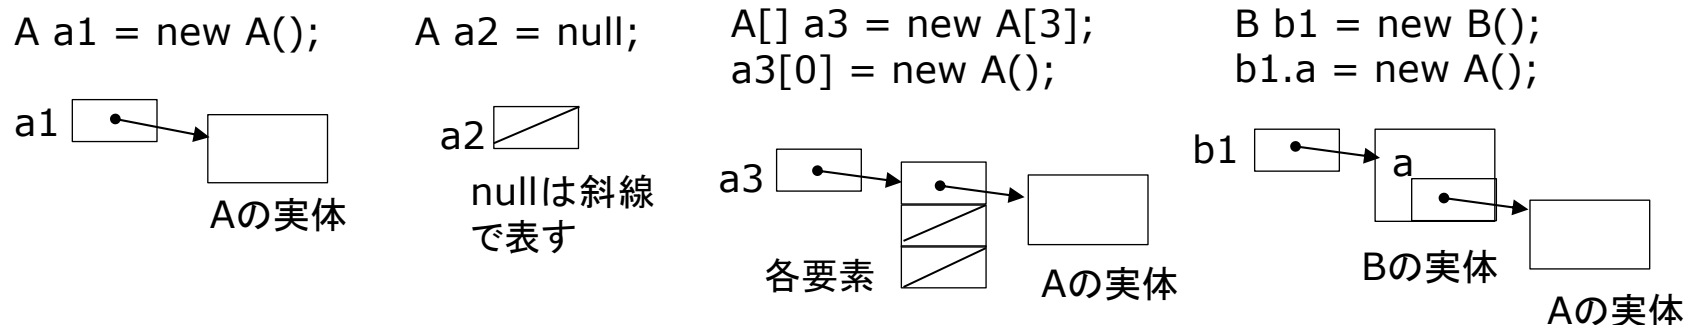 A a1 = new A();
a1
Aの実体
A a2 = null;
a2
nullは斜線
で表す
A[] a3 = new A[3];
a3[0] = new A();
a3
各要素
Aの実体
B b1 = new B();
b1.a = new A();
b1
a
Bの実体
Aの実体